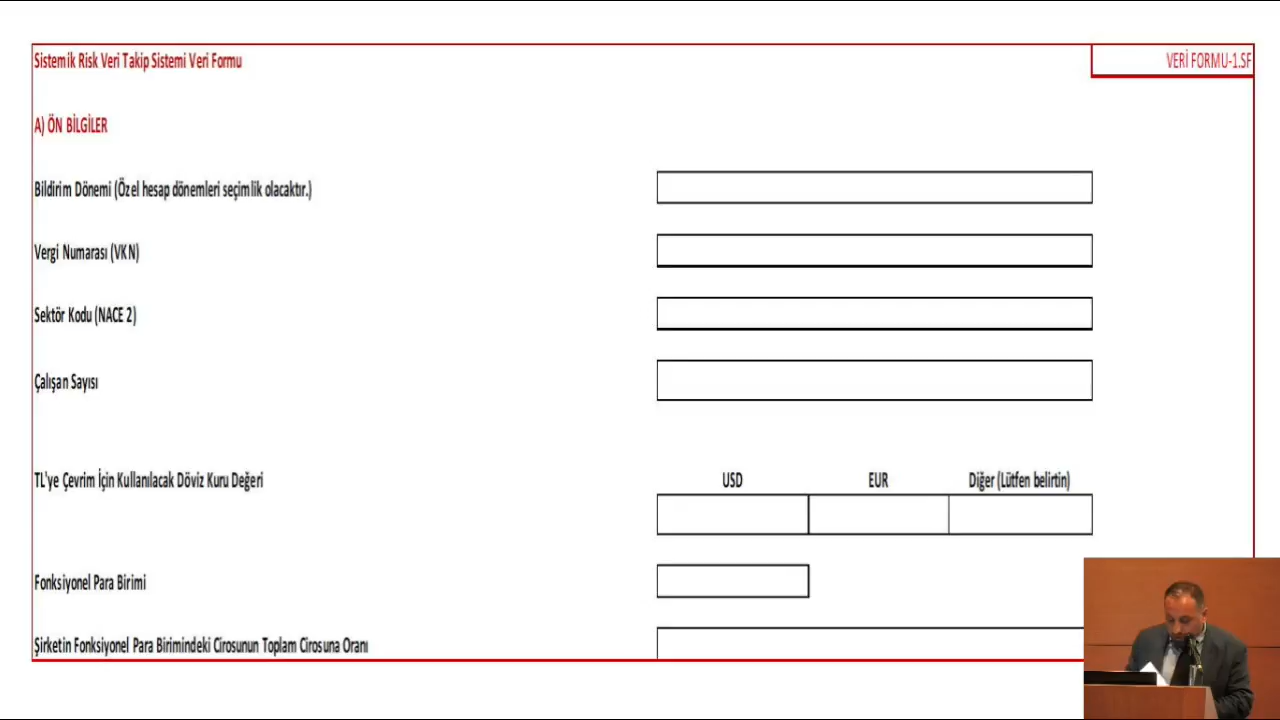 Sistemik Risk Veri Takip Sistemi Veri Formu
VERİ FORMU-1.SF
A) ÖN BİLGİLER
Bildirim Dönemi (Özel hesap dönemleri seçimlik olacaktır.)
Vergi Numarası (VKN)
Sektör Kodu (NACE 2)
Çalışan Sayısı
TL'ye Çevrim İçin Kullanılacak Döviz Kuru Değeri
USD
EUR
Diğer (Lütfen belirtin)
Fonksiyonel Para Birimi
Şirketin Fonksiyonel Para Birimindeki Cirosunun Toplam Cirosuna Oranı